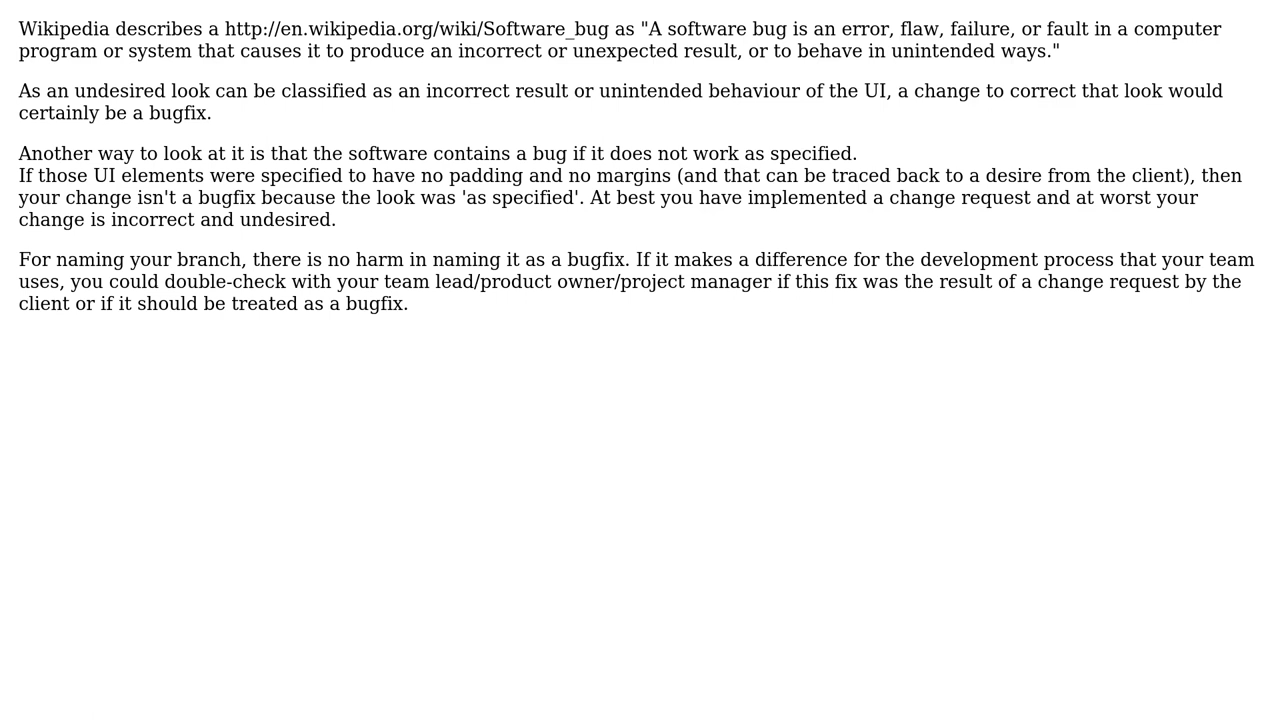 Wikipedia describes a http://en.wikipedia.org/wiki/Software_bug as "A software bug is an error, flaw, failure, or fault in a computer
program or system that causes it to produce an incorrect or unexpected result, or to behave in unintended ways."
As an undesired look can be classified as an incorrect result or unintended behaviour of the UI, a change to correct that look would
certainly be a bugfix.
Another way to look at it is that the software contains a bug if it does not work as specified.
If those UI elements were specified to have no padding and no margins (and that can be traced back to a desire from the client), then
your change isn't a bugfix because the look was 'as specified'. At best you have implemented a change request and at worst your
change is incorrect and undesired.
For naming your branch, there is no harm in naming it as a bugfix. If it makes a difference for the development process that your team
uses, you could double-check with your team lead/product owner/project manager if this fix was the result of a change request by the
client or if it should be treated as a bugfix.